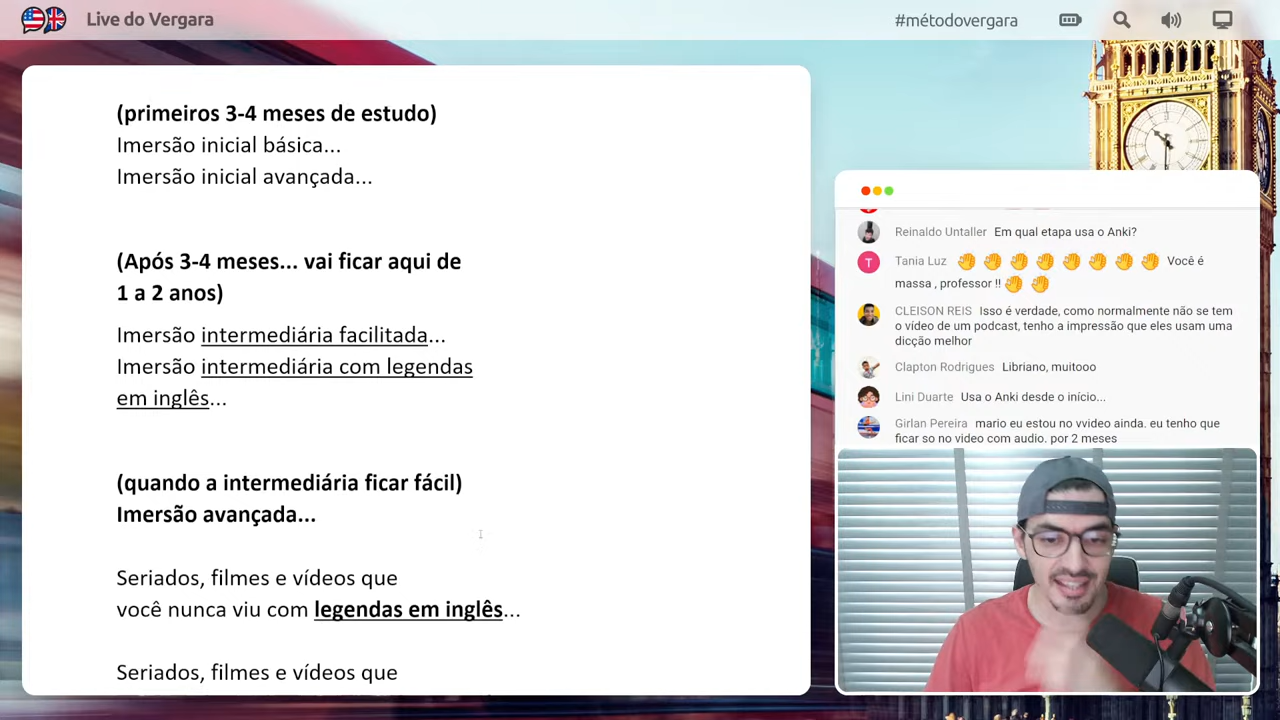 Live do Vergara
#métodovergara
(primeiros 3-4 meses de estudo)
Imersão inicial básica...
Imersão inicial avançada...
(Após 3-4 meses... vai ficar aqui de
1 a 2 anos)
Imersão intermediária facilitada...
Imersão intermediária com legendas
em inglês...
(quando a intermediária ficar fácil)
Imersão avançada...
Seriados, filmes e vídeos que
você nunca viu com legendas em inglês...
Seriados, filmes e vídeos que
Reinaldo Untaller Em qual etapa usa o Anki?
T
Tania Luz Você é
massa , professor !!
CLEISON REIS Isso é verdade, como normalmente não se tem
o vídeo de um podcast, tenho a impressão que eles usam uma
dicção melhor
Clapton Rodrigues Libriano, muitooo
Lini Duarte Usa o Anki desde o início...
Girlan Pereira mario eu estou no vvideo ainda. eu tenho que
ficar so no video com audio. por 2 meses